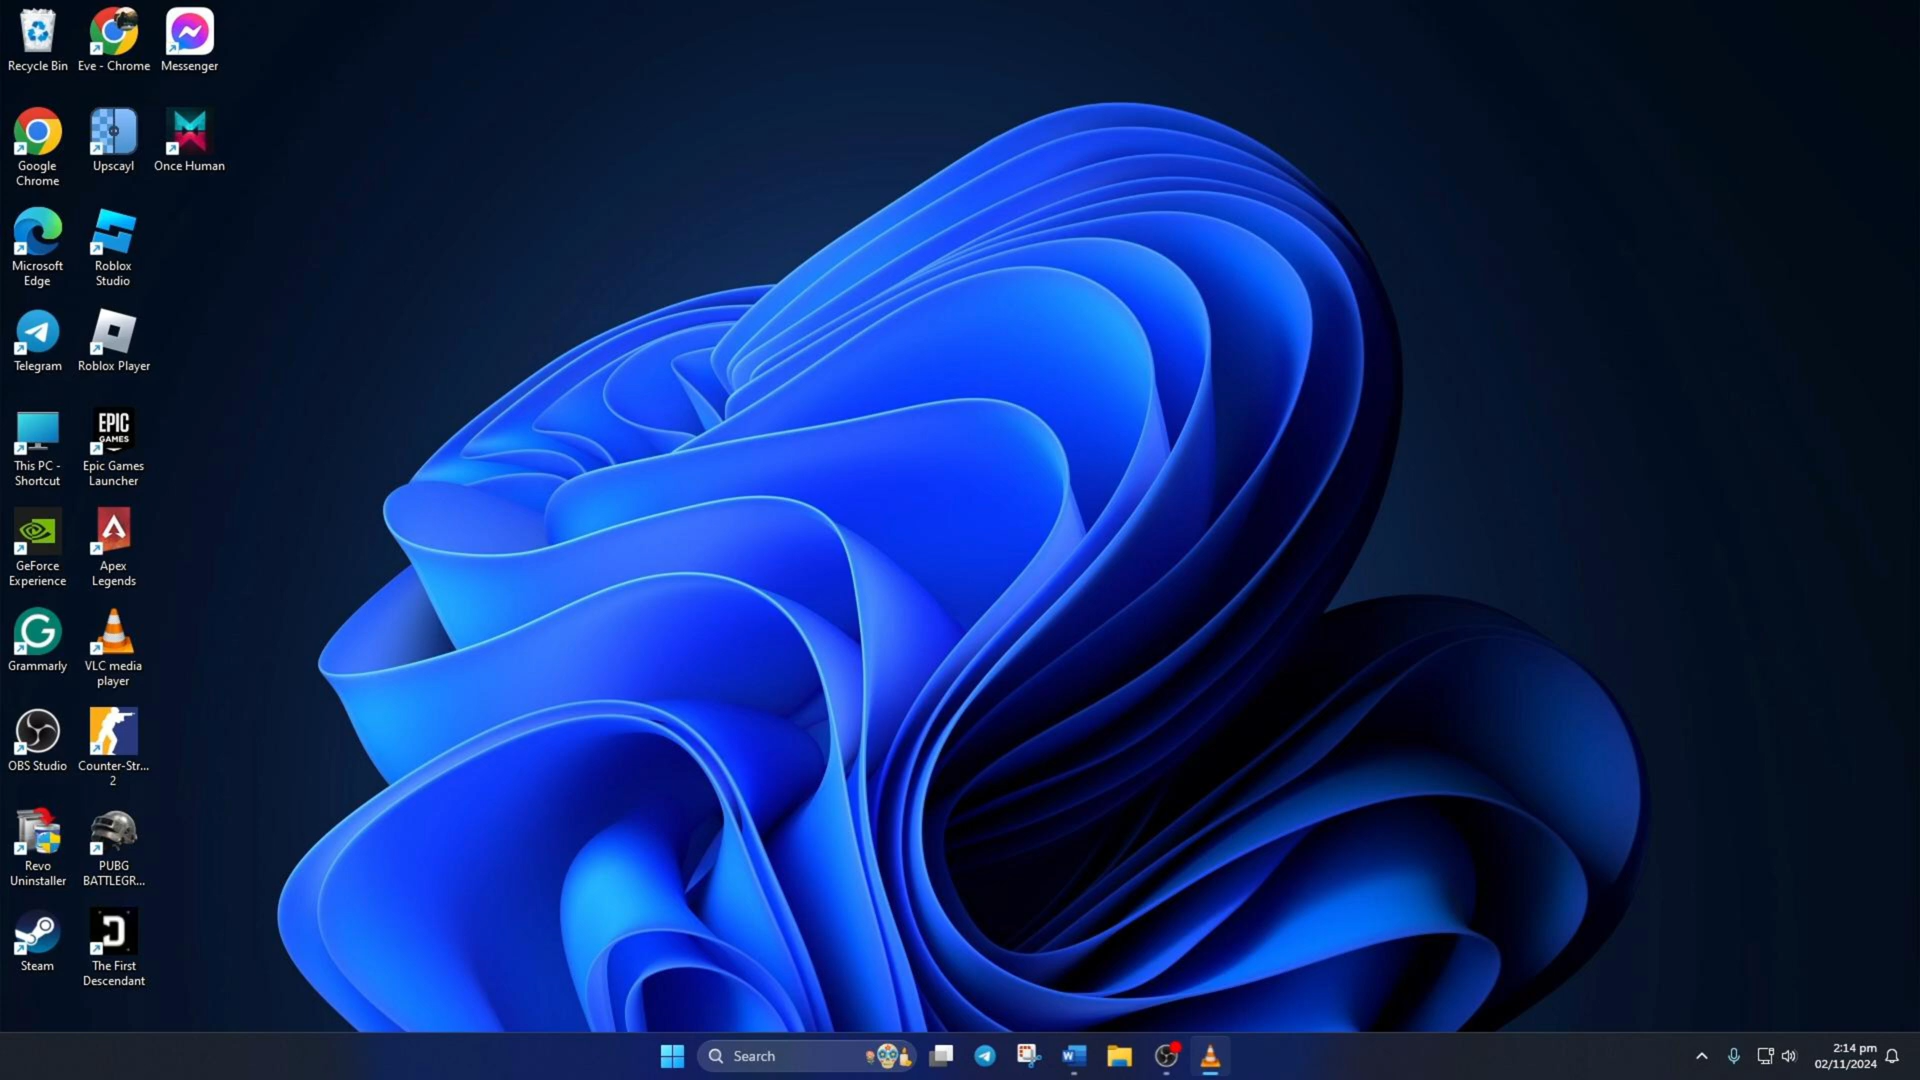 Recycle Bin
Eve - Chrome
Messenger
Google
Chrome
Upscayl
Once Human
Microsoft
Edge
Roblox
Studio
Telegram
Roblox Player
This PC -
Shortcut
EPIC
GAMES
Epic Games
Launcher
GeForce
Experience
Apex
Legends
Grammarly
VLC media
player
OBS Studio
Counter-Str...
2
Revo
Uninstaller
PUBG
BATTLEGR...
Steam
The First
Descendant
Search
W
2:14 pm
02/11/2024